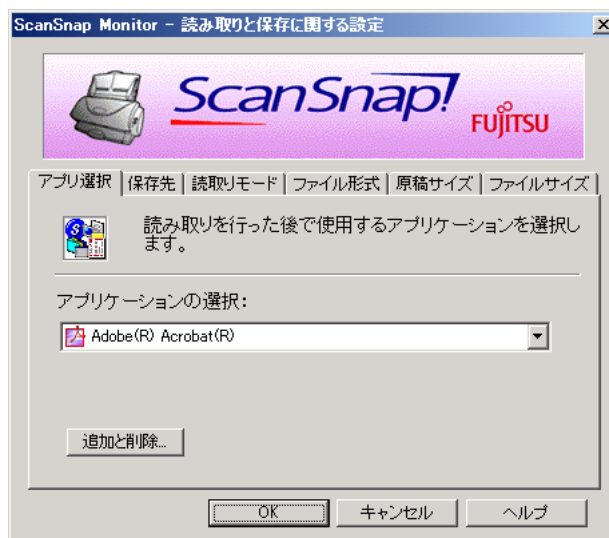 ScanSnap Monitor - 読み取りと保存に関する設定
ScanSnap!
FUJITSU
アプリ選択 保存先 読取りモード ファイル形式 原稿サイズ ファイルサイズ
読み取りを行った後で使用するアプリケーションを選択し
ます。
アプリケーションの選択:
Adobe(R) Acrobat(R)
追加と削除...
OK キャンセル ヘルプ